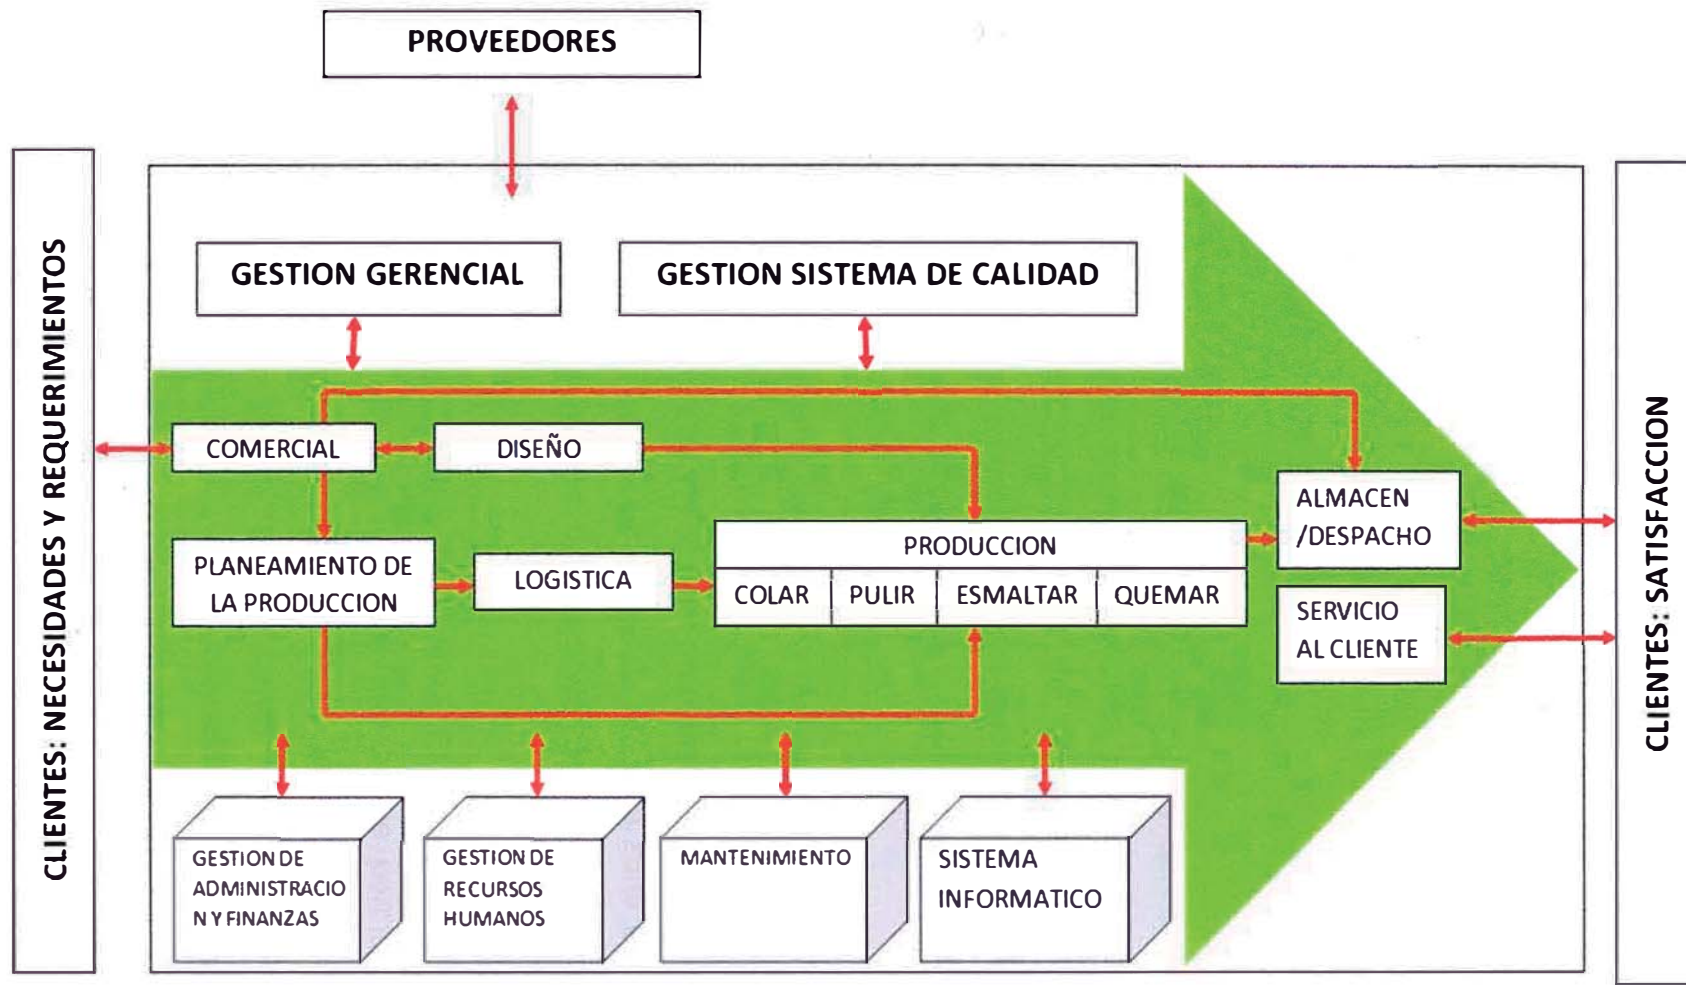 PROVEEDORES
CLIENTES: NECESIDADES Y REQUERIMIENTOS
GESTION GERENCIAL
GESTION SISTEMA DE CALIDAD
COMERCIAL
DISEÑO
PLANEAMIENTO DE
LA PRODUCCION
LOGISTICA
PRODUCCION
COLAR
PULIR
ESMALTAR
QUEMAR
ALMACEN
/DESPACHO
SERVICIO
AL CLIENTE
GESTION DE
ADMINISTRACIO
N Y FINANZAS
GESTION DE
RECURSOS
HUMANOS
MANTENIMIENTO
SISTEMA
INFORMATICO
CLIENTES: SATISFACCION